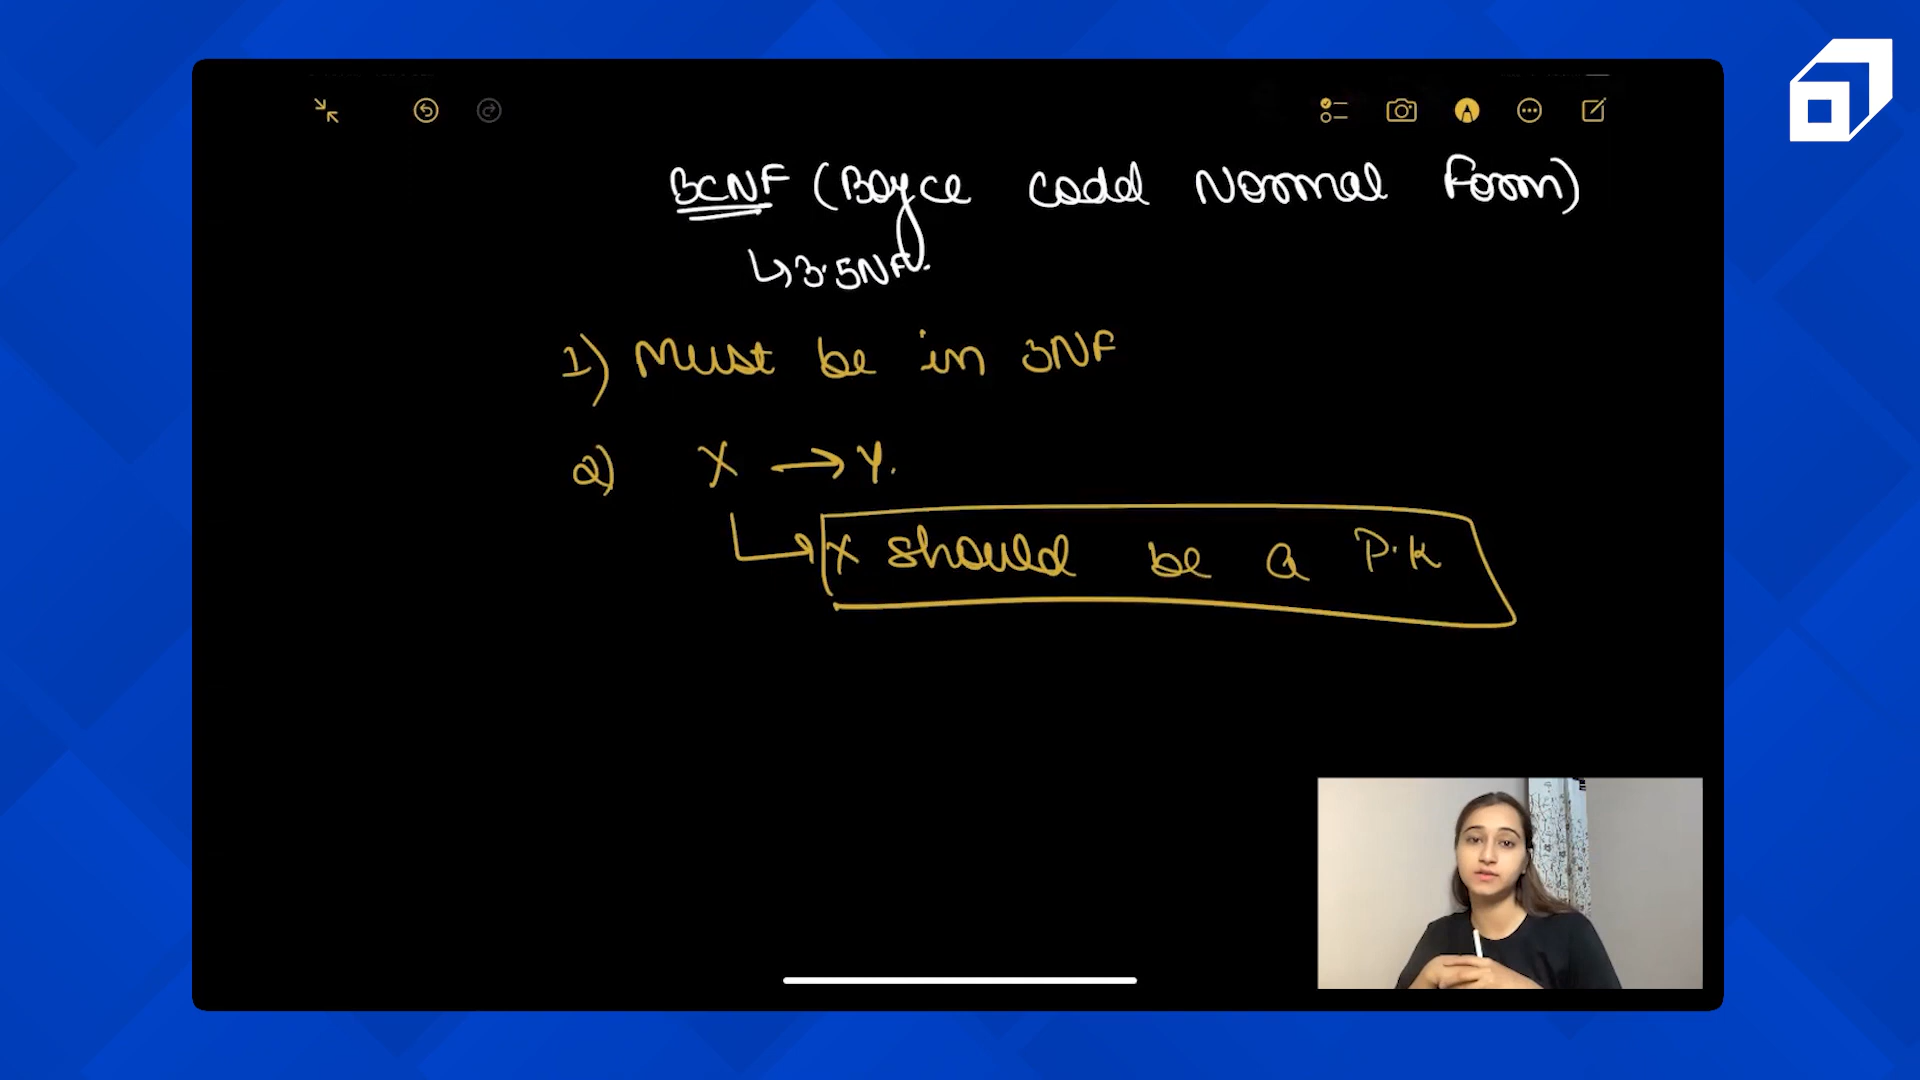 BCNF (Boyce Codd Normal Form)
↳ 3.5NF.
1) Must be in 3NF
2) X → Y.
↳ X should be a P.K